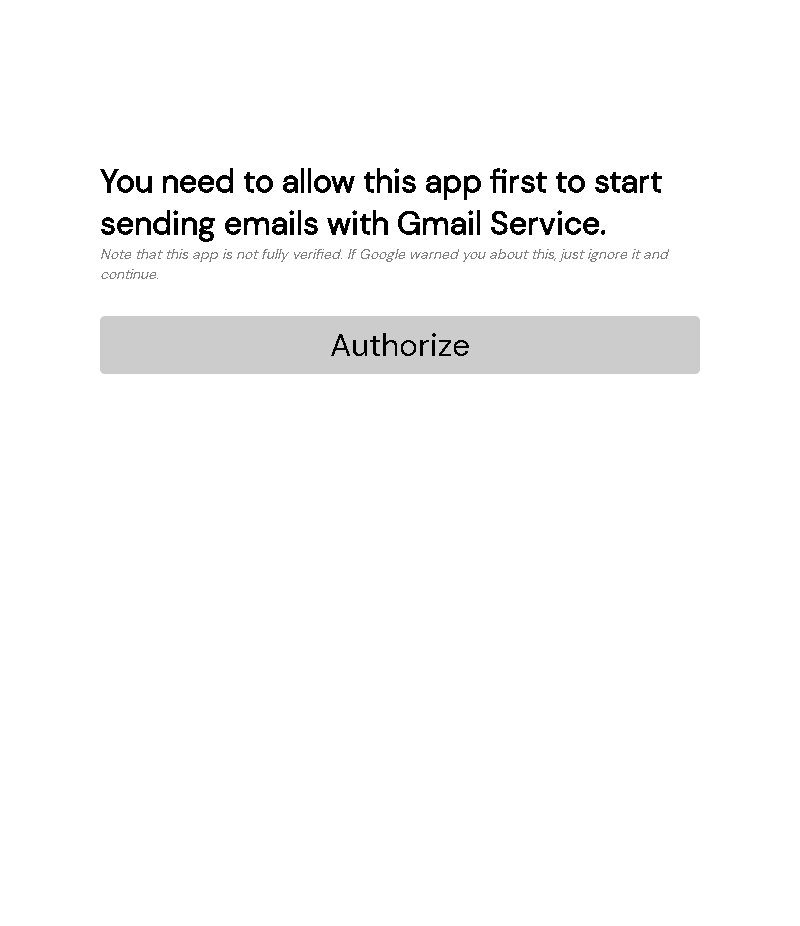 You need to allow this app first to start
sending emails with Gmail Service.
Note that this app is not fully verified. If Google warned you about this, just ignore it and
continue.
Authorize